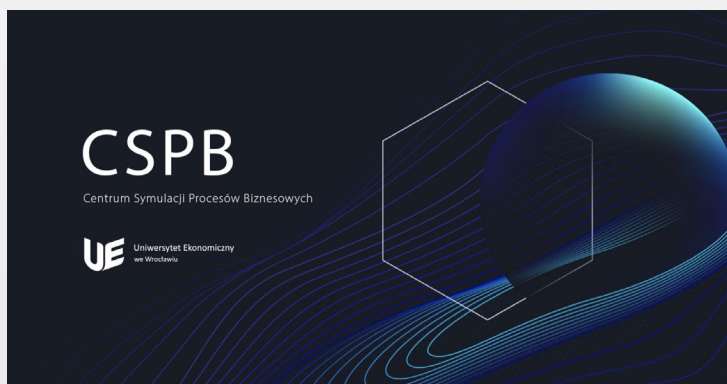 CSPB
Centrum Symulacji Procesów Biznesowych
UE
Uniwersytet Ekonomiczny
we Wrocławiu